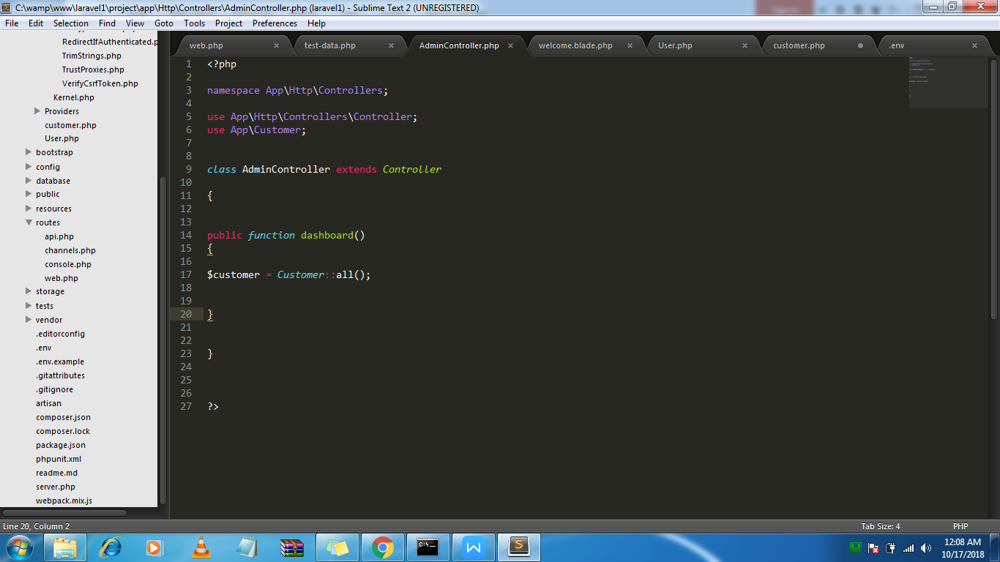 C:\wamp\www\laravel1\project\app\Http\Controllers\AdminController.php (laravel1) - Sublime Text 2 (UNREGISTERED)
File Edit Selection Find View Goto Tools Project Preferences Help
RedirectIfAuthenticated.p
TrimStrings.php
TrustProxies.php
VerifyCsrfToken.php
Kernel.php
Providers
customer.php
User.php
bootstrap
config
database
public
resources
routes
api.php
channels.php
console.php
web.php
storage
tests
vendor
.editorconfig
.env
.env.example
.gitattributes
.gitignore
artisan
composer.json
composer.lock
package.json
phpunit.xml
readme.md
server.php
webpack.mix.js
web.php test-data.php AdminController.php welcome.blade.php User.php customer.php .env
1 <?php
2
3 namespace App\Http\Controllers;
4
5 use App\Http\Controllers\Controller;
6 use App\Customer;
7
8
9 class AdminController extends Controller
10
11 {
12
13
14 public function dashboard()
15 {
16
17 $customer = Customer::all();
18
19
20 }
21
22
23 }
24
25
26
27 ?>
Line 20, Column 2 Tab Size: 4 PHP
12:08 AM
10/17/2018